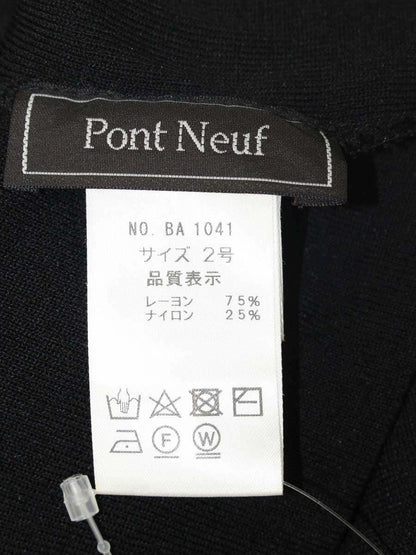 Pont Neuf
NO. BA 1041
サイズ 2号
品質表示
レーヨン 75%
ナイロン 25%
F W